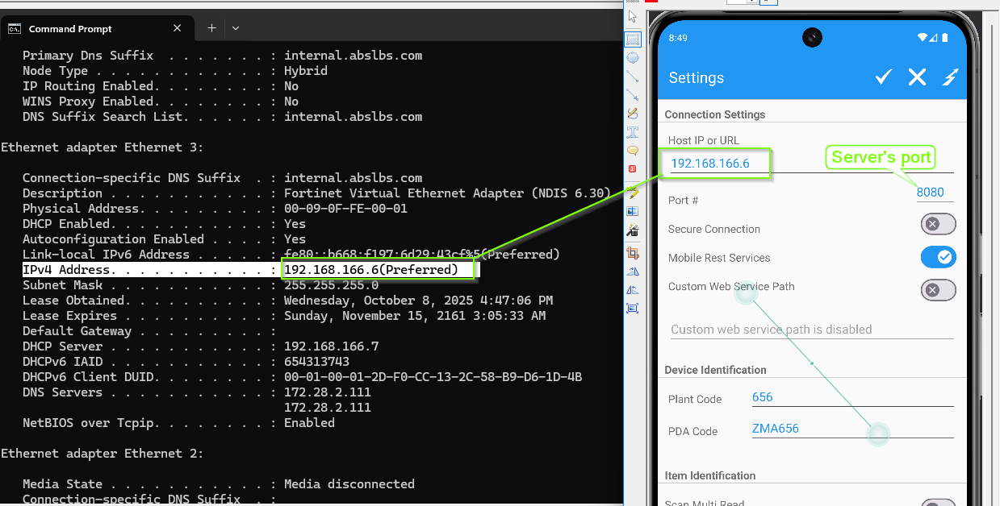 Command Prompt
Primary Dns Suffix . . . . . . . : internal.abslbs.com
Node Type . . . . . . . . . . . . : Hybrid
IP Routing Enabled. . . . . . . . : No
WINS Proxy Enabled. . . . . . . . : No
DNS Suffix Search List. . . . . . : internal.abslbs.com
Ethernet adapter Ethernet 3:
Connection-specific DNS Suffix . : internal.abslbs.com
Description . . . . . . . . . . . : Fortinet Virtual Ethernet Adapter (NDIS 6.30)
Physical Address. . . . . . . . . : 00-09-0F-FE-00-01
DHCP Enabled. . . . . . . . . . . : Yes
Autoconfiguration Enabled . . . . : Yes
Link-local IPv6 Address . . . . . : fe80::b668:f197:6d29:43cf%5(Preferred)
IPv4 Address. . . . . . . . . . . : 192.168.166.6(Preferred)
Subnet Mask . . . . . . . . . . . : 255.255.255.0
Lease Obtained. . . . . . . . . . : Wednesday, October 8, 2025 4:47:06 PM
Lease Expires . . . . . . . . . . : Sunday, November 15, 2161 3:05:33 AM
Default Gateway . . . . . . . . . :
DHCP Server . . . . . . . . . . . : 192.168.166.7
DHCPv6 IAID . . . . . . . . . . . : 654313743
DHCPv6 Client DUID. . . . . . . . : 00-01-00-01-2D-F0-CC-13-2C-58-B9-D6-1D-4B
DNS Servers . . . . . . . . . . . : 172.28.2.111
172.28.2.111
NetBIOS over Tcpip. . . . . . . . : Enabled
Ethernet adapter Ethernet 2:
Media State . . . . . . . . . . . : Media disconnected
Connection-specific DNS Suffix . :
8:49
Settings
Connection Settings
Host IP or URL
192.168.166.6
Server's port
Port # 8080
Secure Connection
Mobile Rest Services
Custom Web Service Path
Custom web service path is disabled
Device Identification
Plant Code 656
PDA Code ZMA656
Item Identification
Scan Multi Read